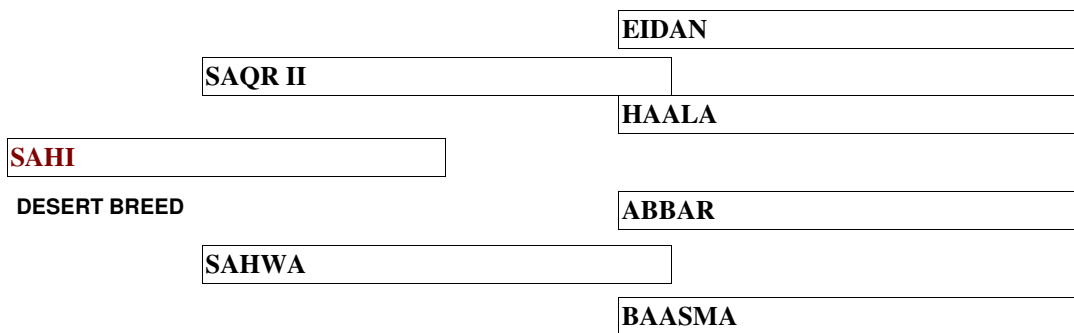 EIDAN
SAQR II
HAALA
SAHI
DESERT BREED
ABBAR
SAHWA
BAASMA